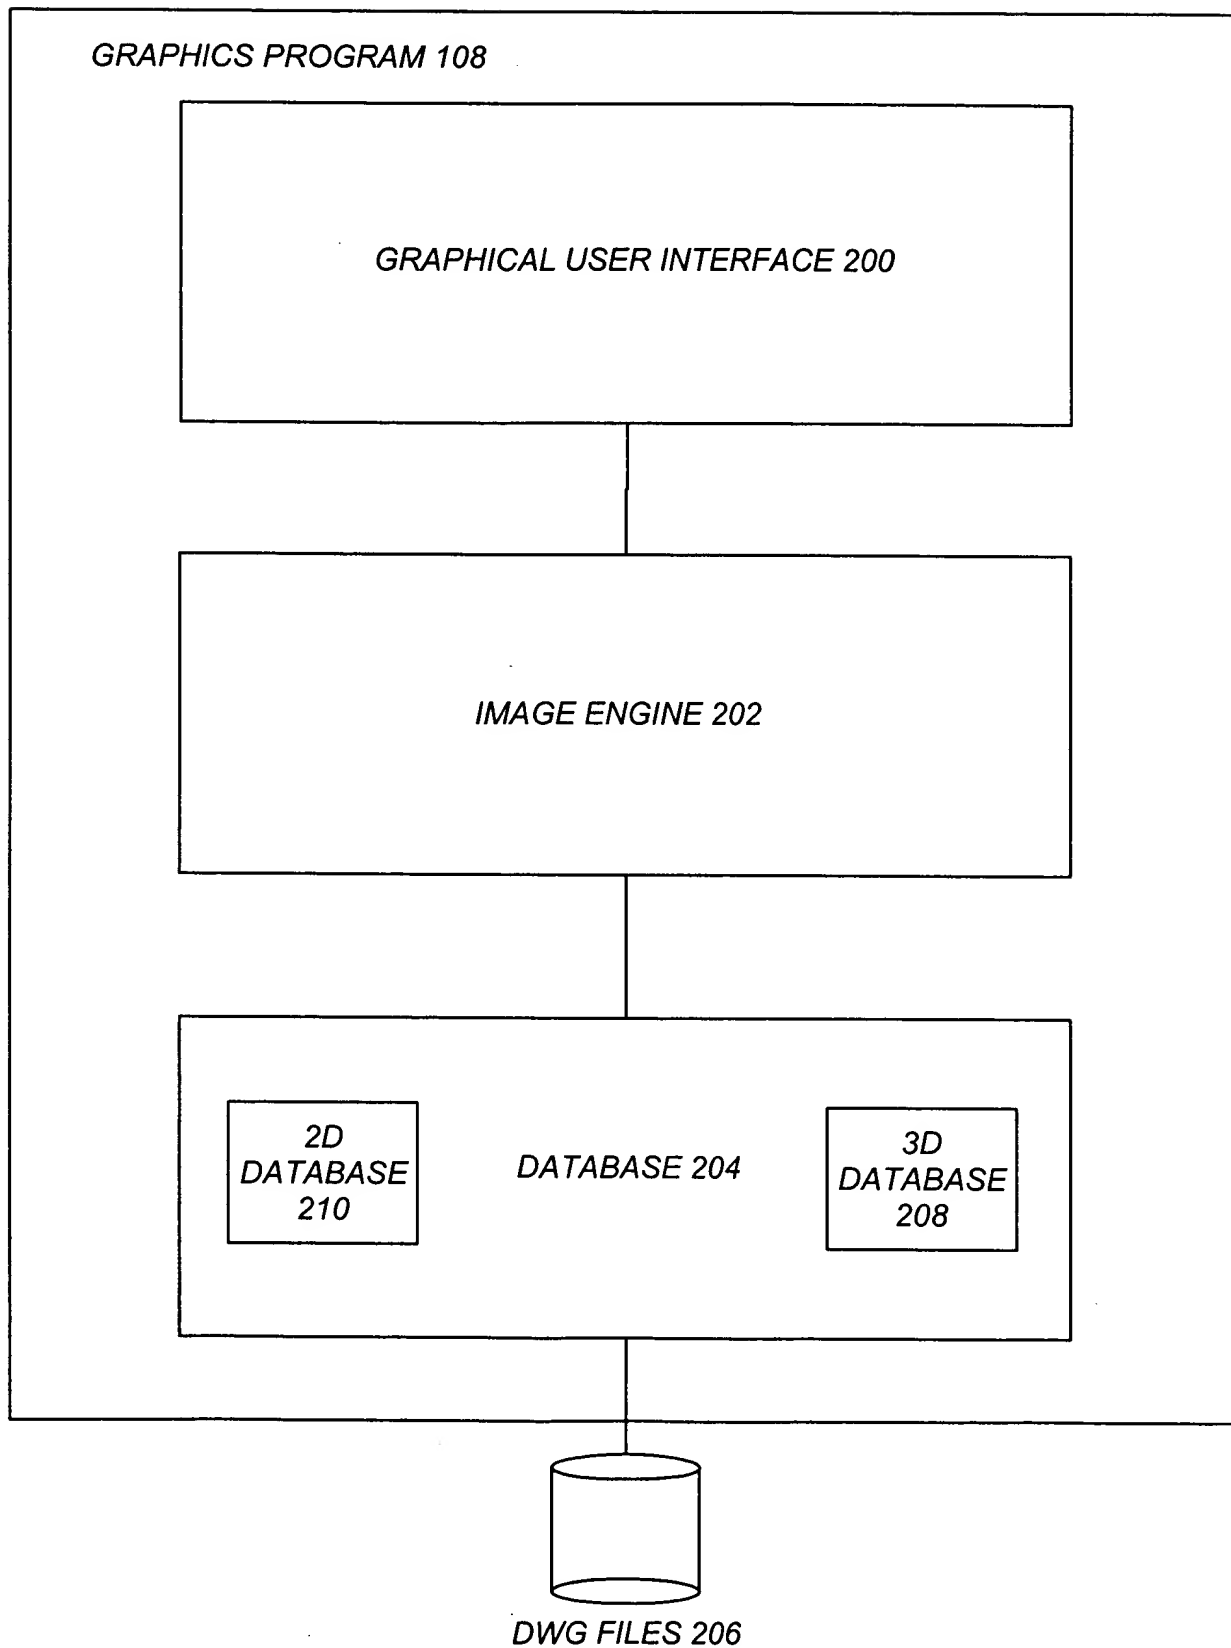 GRAPHICS PROGRAM 108
GRAPHICAL USER INTERFACE 200
IMAGE ENGINE 202
2D
DATABASE
210
DATABASE 204
3D
DATABASE
208
DWG FILES 206